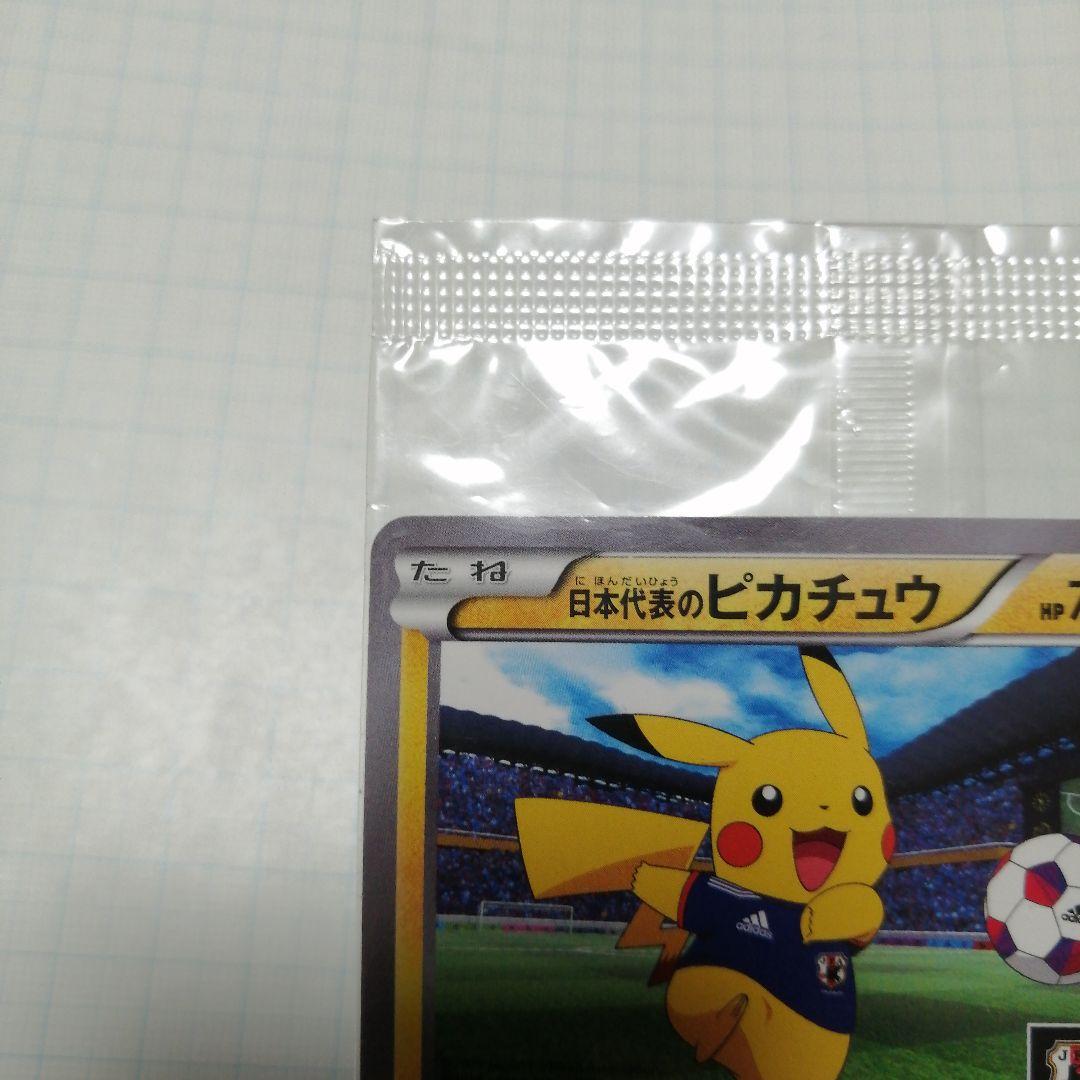 たね
にほんだいひょう
日本代表のピカチュウ
HP 7
adidas